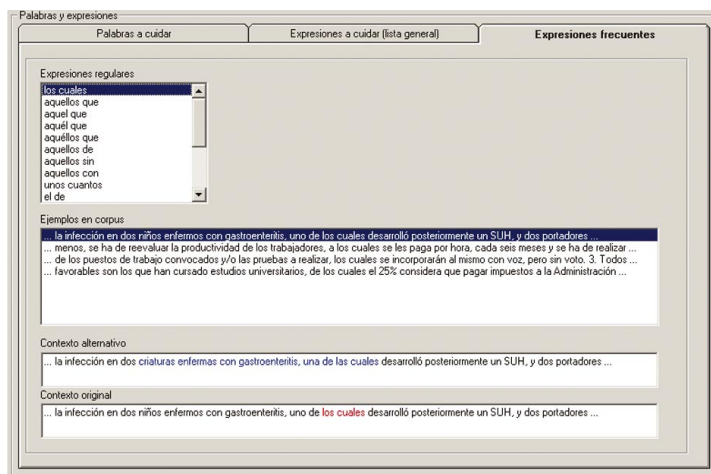 Palabras y expresiones
Palabras a cuidar
Expresiones a cuidar (lista general)
Expresiones frecuentes
Expresiones regulares
los cuales
aquellos que
aquel que
aquél que
aquéllos que
aquellos de
aquellos sin
aquellos con
unos cuantos
el de
Ejemplos en corpus
... la infección en dos niños enfermos con gastroenteritis, uno de los cuales desarrolló posteriormente un SUH, y dos portadores ...
... menos, se ha de reevaluar la productividad de los trabajadores, a los cuales se les paga por hora, cada seis meses y se ha de realizar ...
... de los puestos de trabajo convocados y/o las pruebas a realizar, los cuales se incorporarán al mismo con voz, pero sin voto. 3. Todos ...
... favorables son los que han cursado estudios universitarios, de los cuales el 25% considera que pagar impuestos a la Administración ...
Contexto alternativo
... la infección en dos criaturas enfermas con gastroenteritis, una de las cuales desarrolló posteriormente un SUH, y dos portadores ...
Contexto original
... la infección en dos niños enfermos con gastroenteritis, uno de los cuales desarrolló posteriormente un SUH, y dos portadores ...